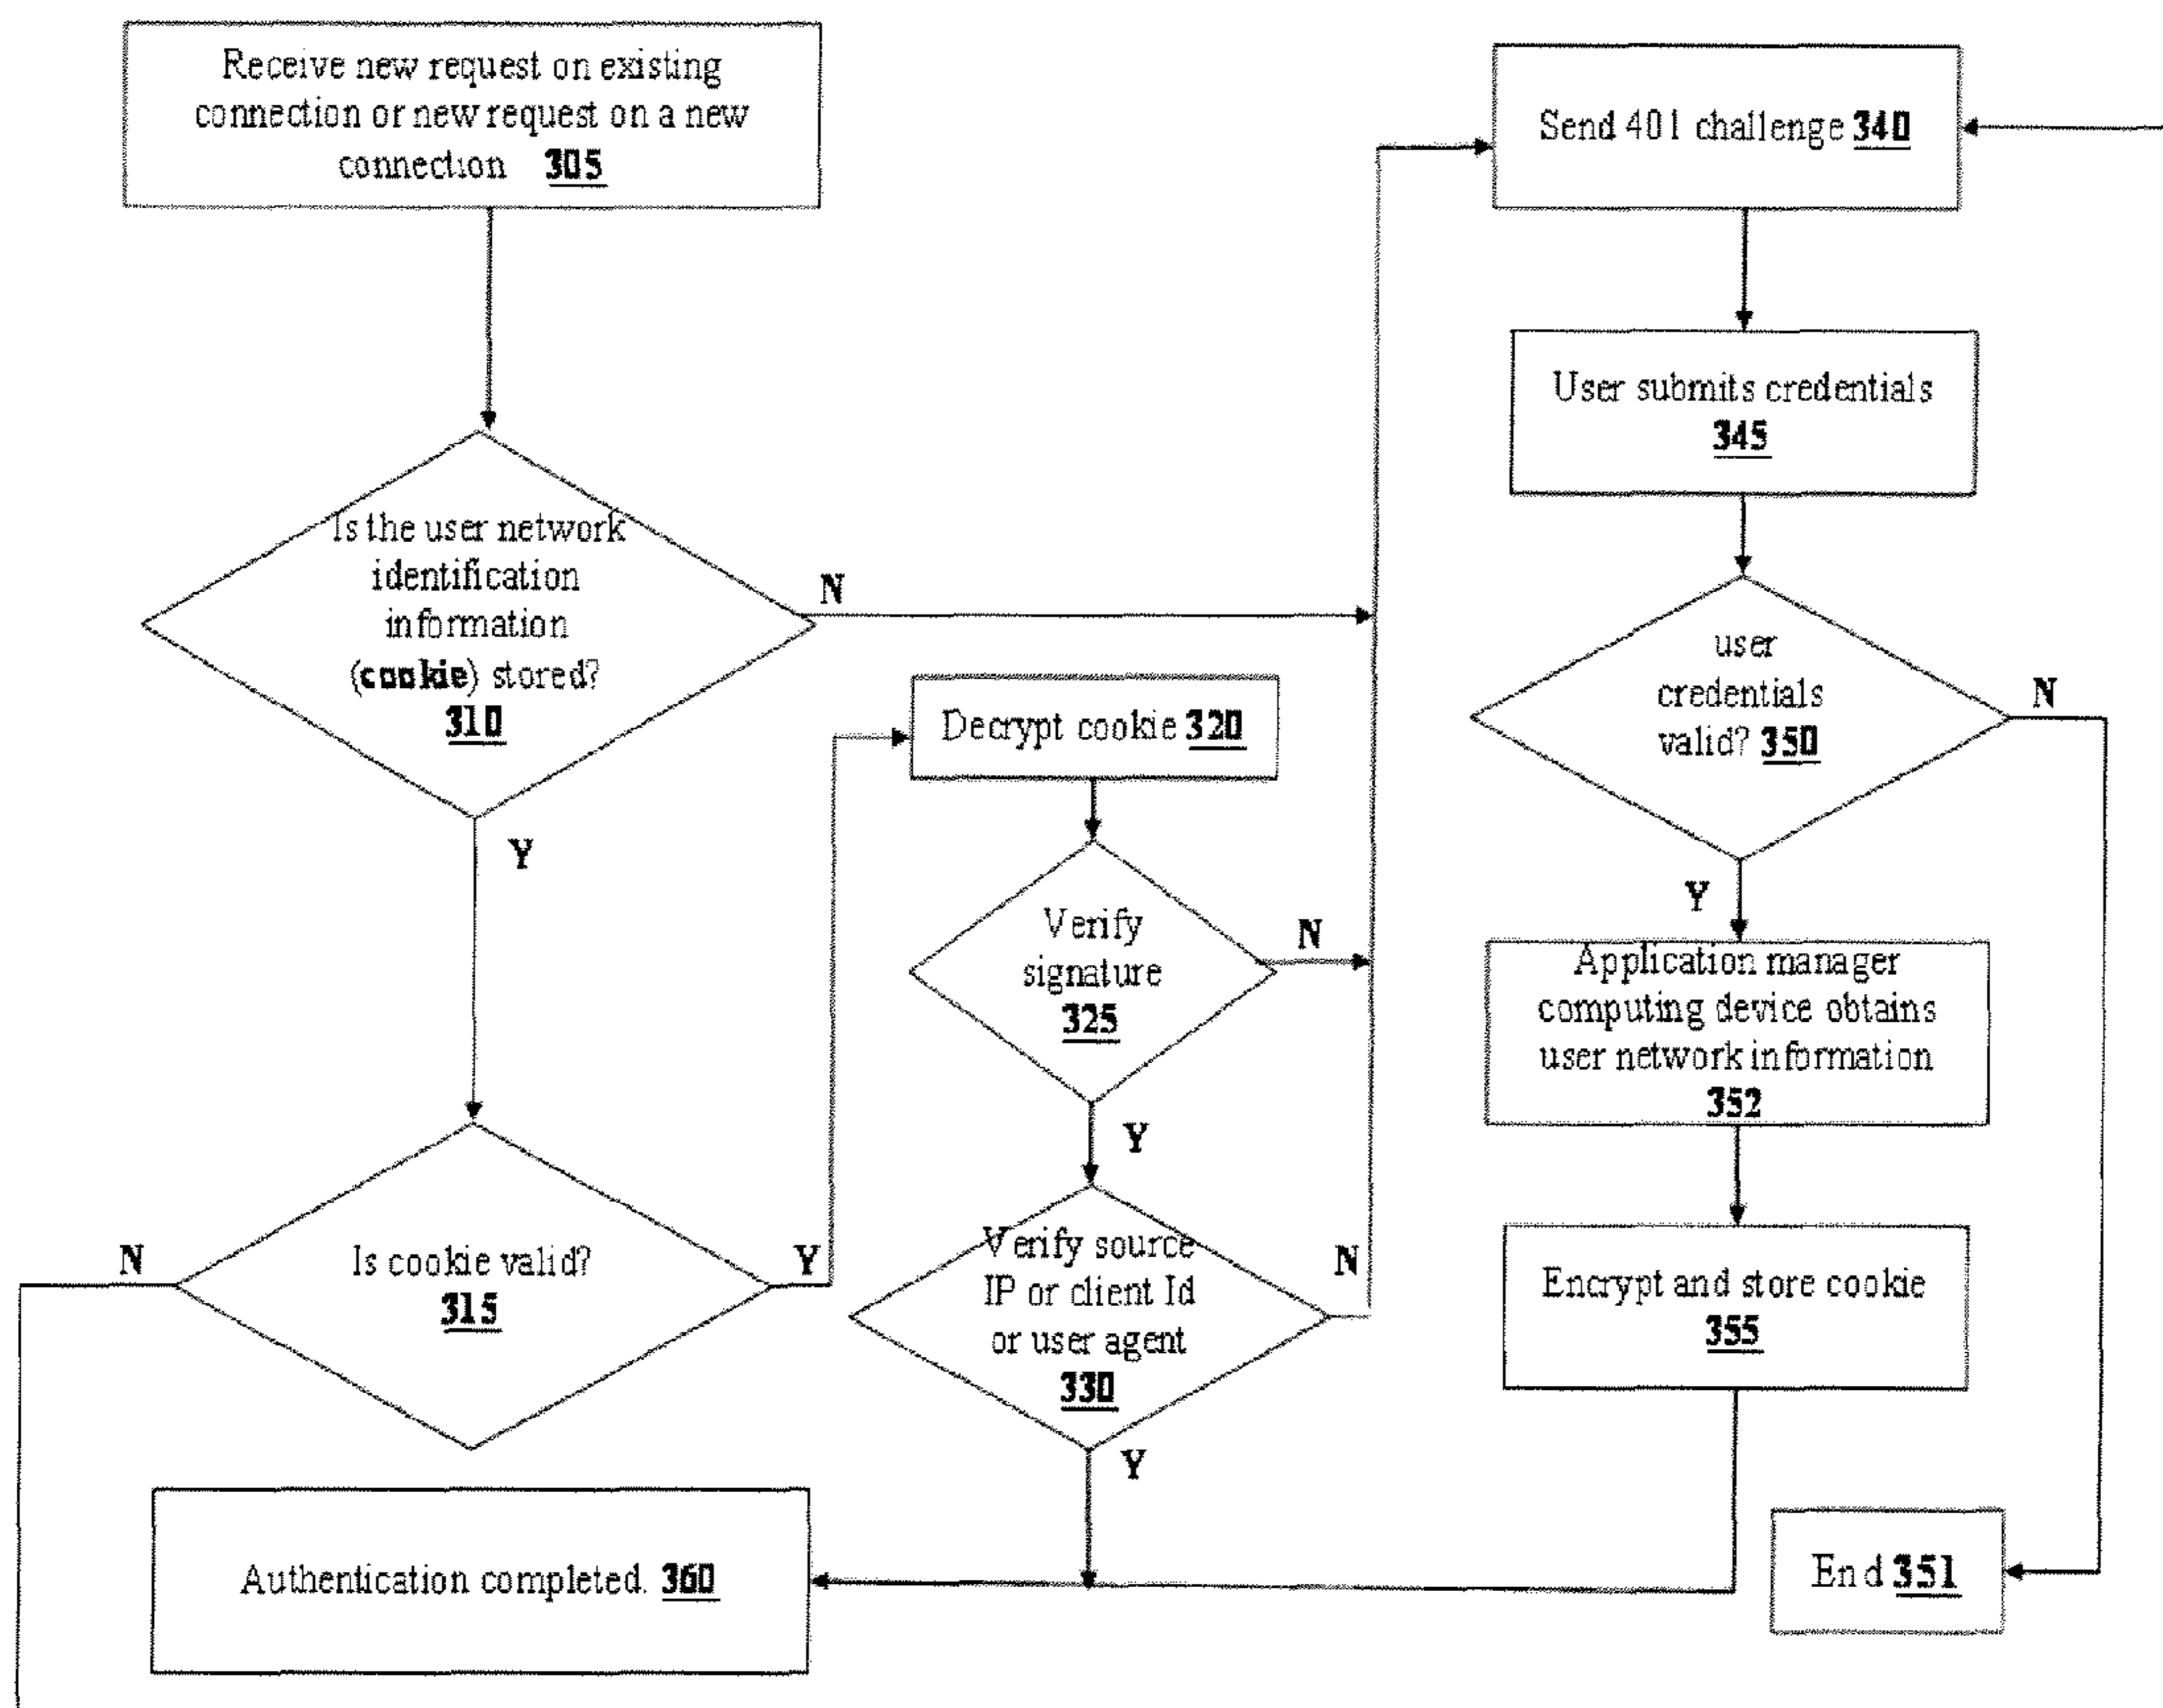 Receive new request on existing
connection or new request on a new
connection 305
Is the user network
identification
information
(cookie) stored?
310
N
Y
Is cookie valid?
315
N
Y
Decrypt cookie 320
Verify
signature
325
N
Y
Verify source
IP or client Id
or user agent
330
N
Y
Send 401 challenge 340
User submits credentials
345
user
credentials
valid? 350
N
Y
Application manager
computing device obtains
user network information
352
Encrypt and store cookie
355
End 351
Authentication completed. 360